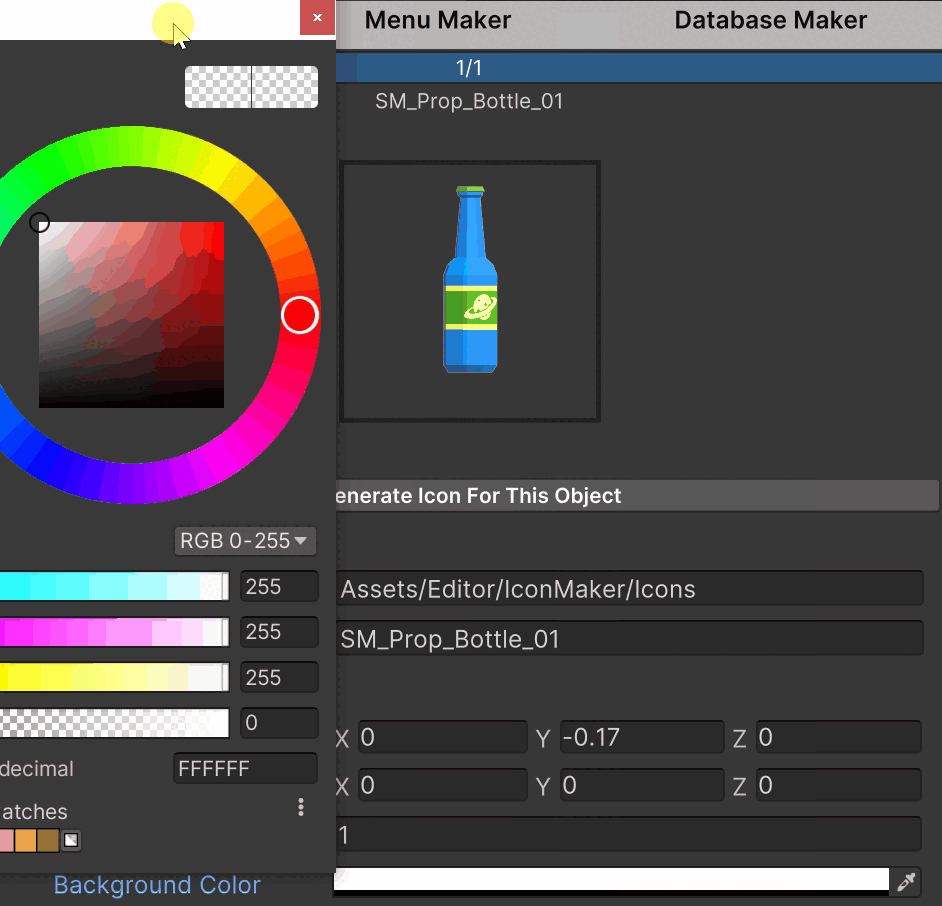 Menu Maker
Database Maker
1/1
SM_Prop_Bottle_01
enerate Icon For This Object
RGB 0-255
255
255
255
0
decimal
FFFFFF
atches
Assets/Editor/IconMaker/Icons
SM_Prop_Bottle_01
X 0 Y -0.17 Z 0
X 0 Y 0 Z 0
1
Background Color